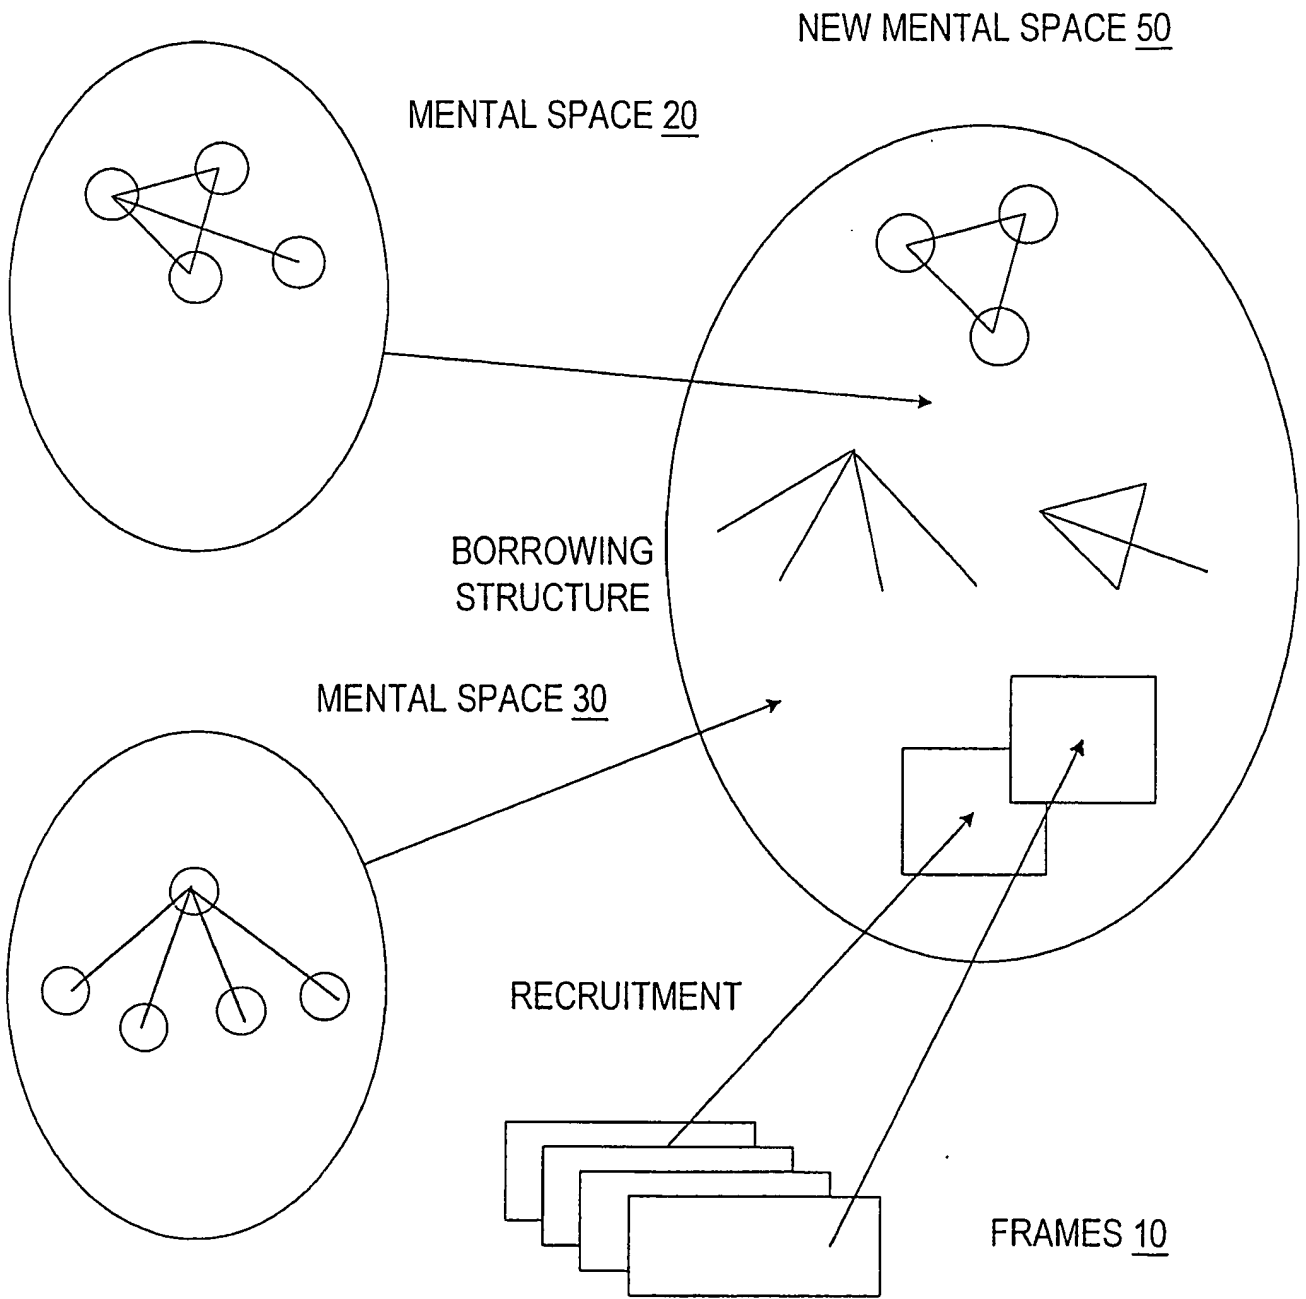 NEW MENTAL SPACE 50
MENTAL SPACE 20
BORROWING
STRUCTURE
MENTAL SPACE 30
RECRUITMENT
FRAMES 10